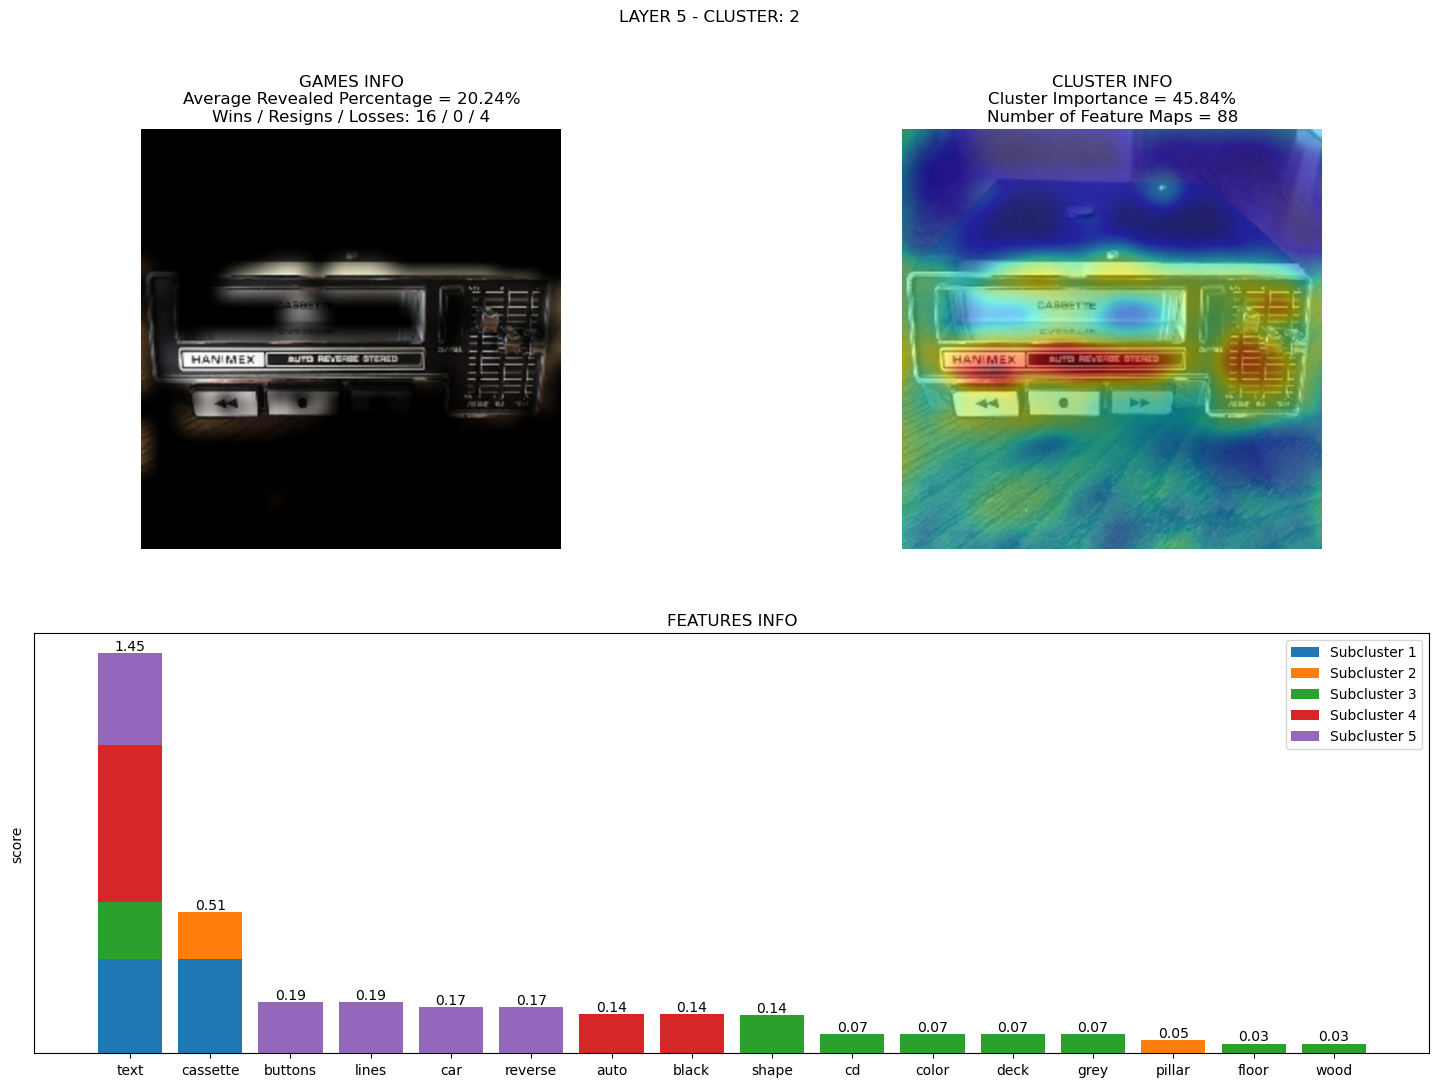 LAYER 5 - CLUSTER: 2
GAMES INFO
Average Revealed Percentage = 20.24%
Wins / Resigns / Losses: 16 / 0 / 4
CASSETTE
HANIMEX
AUTO REVERSE STEREO
CLUSTER INFO
Cluster Importance = 45.84%
Number of Feature Maps = 88
CASSETTE
HANIMEX
AUTO REVERSE STEREO
FEATURES INFO
score
1.45
0.51
0.19
0.19
0.17
0.17
0.14
0.14
0.14
0.07
0.07
0.07
0.07
0.05
0.03
0.03
Subcluster 1
Subcluster 2
Subcluster 3
Subcluster 4
Subcluster 5
text cassette buttons lines car reverse auto black shape cd color deck grey pillar floor wood